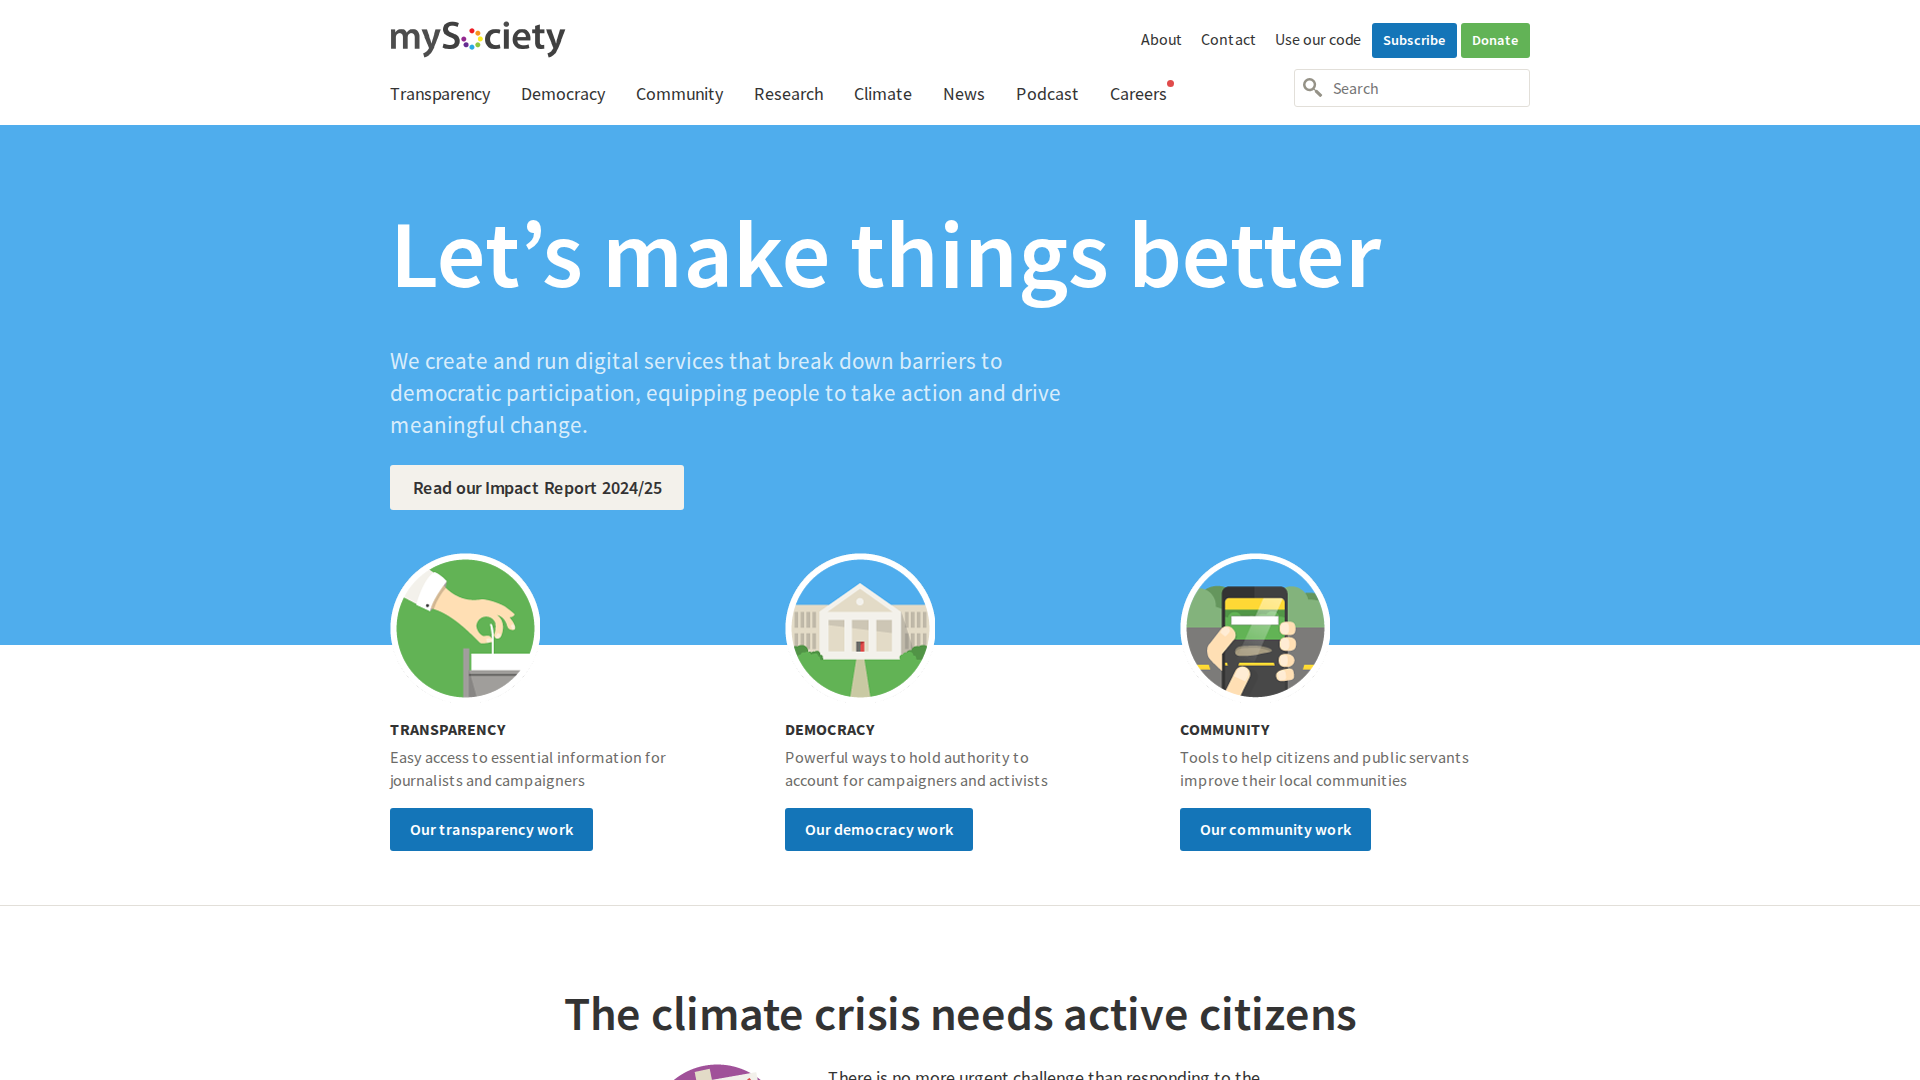 mySociety
About Contact Use our code Subscribe Donate
Transparency Democracy Community Research Climate News Podcast Careers
Search
Let’s make things better
We create and run digital services that break down barriers to
democratic participation, equipping people to take action and drive
meaningful change.
Read our Impact Report 2024/25
TRANSPARENCY
Easy access to essential information for
journalists and campaigners
Our transparency work
DEMOCRACY
Powerful ways to hold authority to
account for campaigners and activists
Our democracy work
COMMUNITY
Tools to help citizens and public servants
improve their local communities
Our community work
The climate crisis needs active citizens
There is no more urgent challenge than responding to the